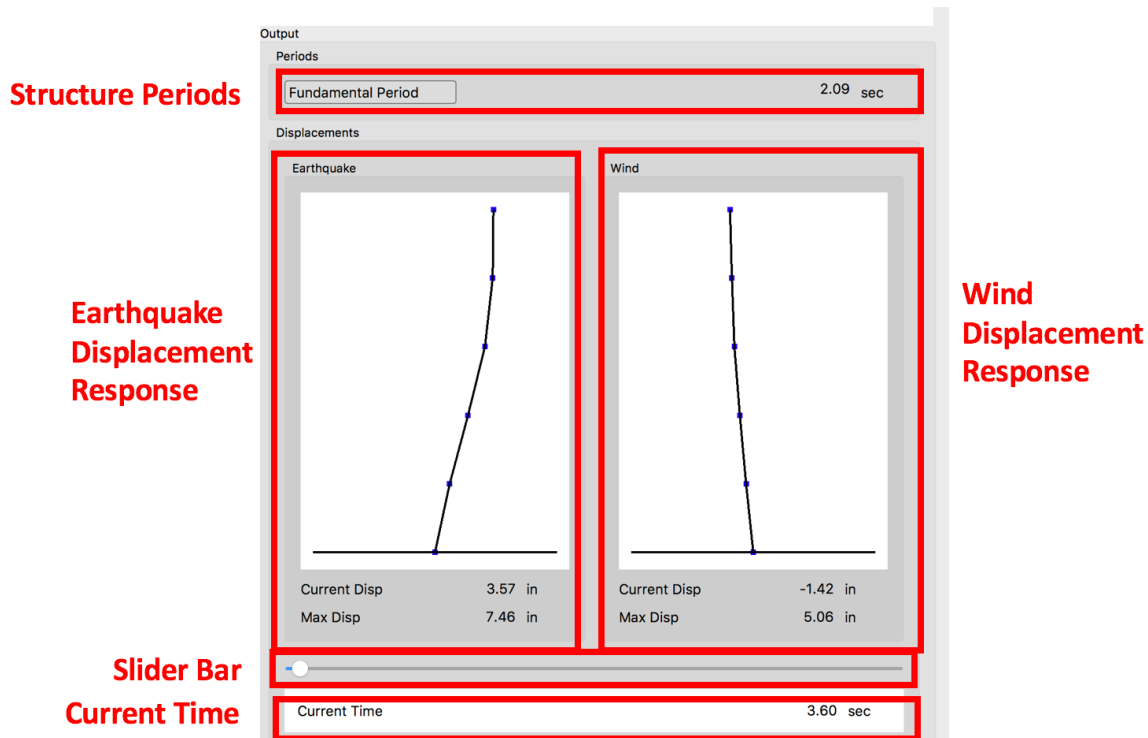 Output
Periods
Structure Periods
Fundamental Period 2.09 sec
Displacements
Earthquake
Wind
Earthquake
Displacement
Response
Wind
Displacement
Response
Current Disp 3.57 in
Max Disp 7.46 in
Current Disp -1.42 in
Max Disp 5.06 in
Slider Bar
Current Time
Current Time 3.60 sec